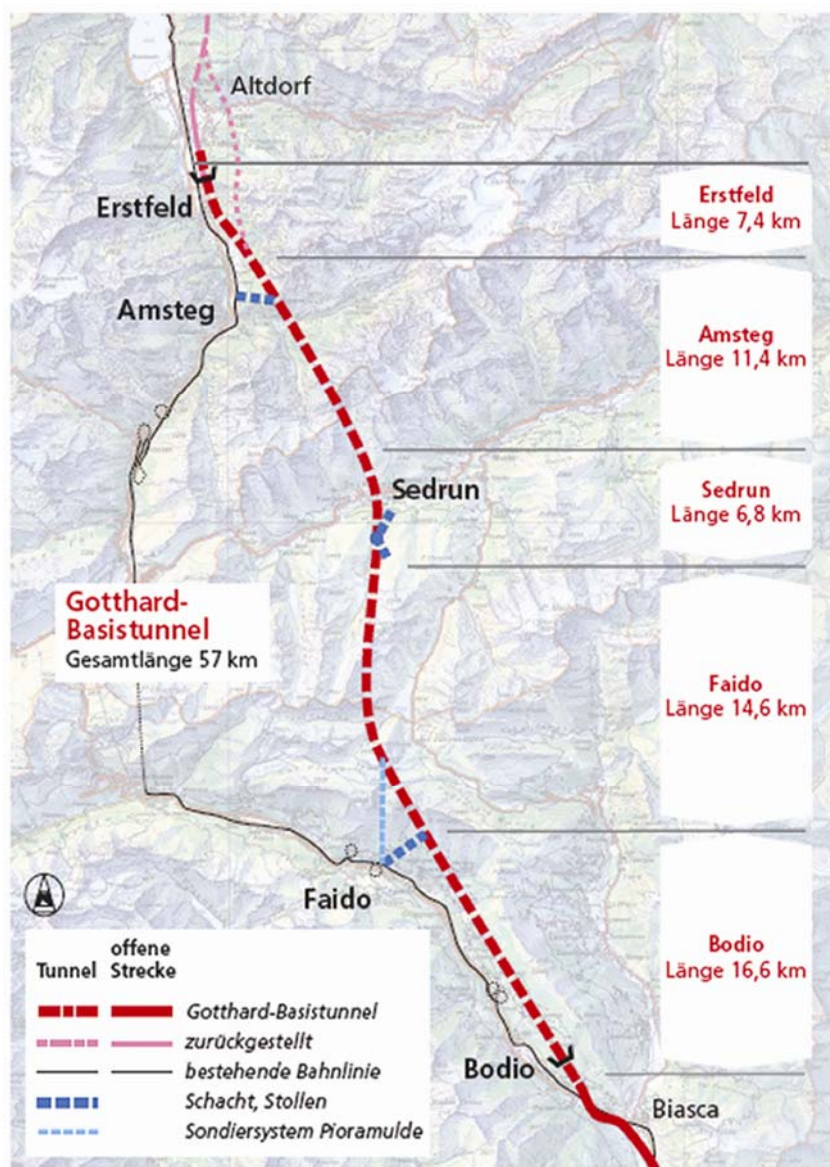 Altdorf
Erstfeld
Erstfeld
Länge 7,4 km
Amsteg
Amsteg
Länge 11,4 km
Sedrun
Sedrun
Länge 6,8 km
Gotthard-
Basistunnel
Gesamtlänge 57 km
Faido
Länge 14,6 km
Faido
Bodio
Länge 16,6 km
Bodio
Biasca
Tunnel
offene
Strecke
Gotthard-Basistunnel
zurückgestellt
bestehende Bahnlinie
Schacht, Stollen
Sondiersystem Pioramulde